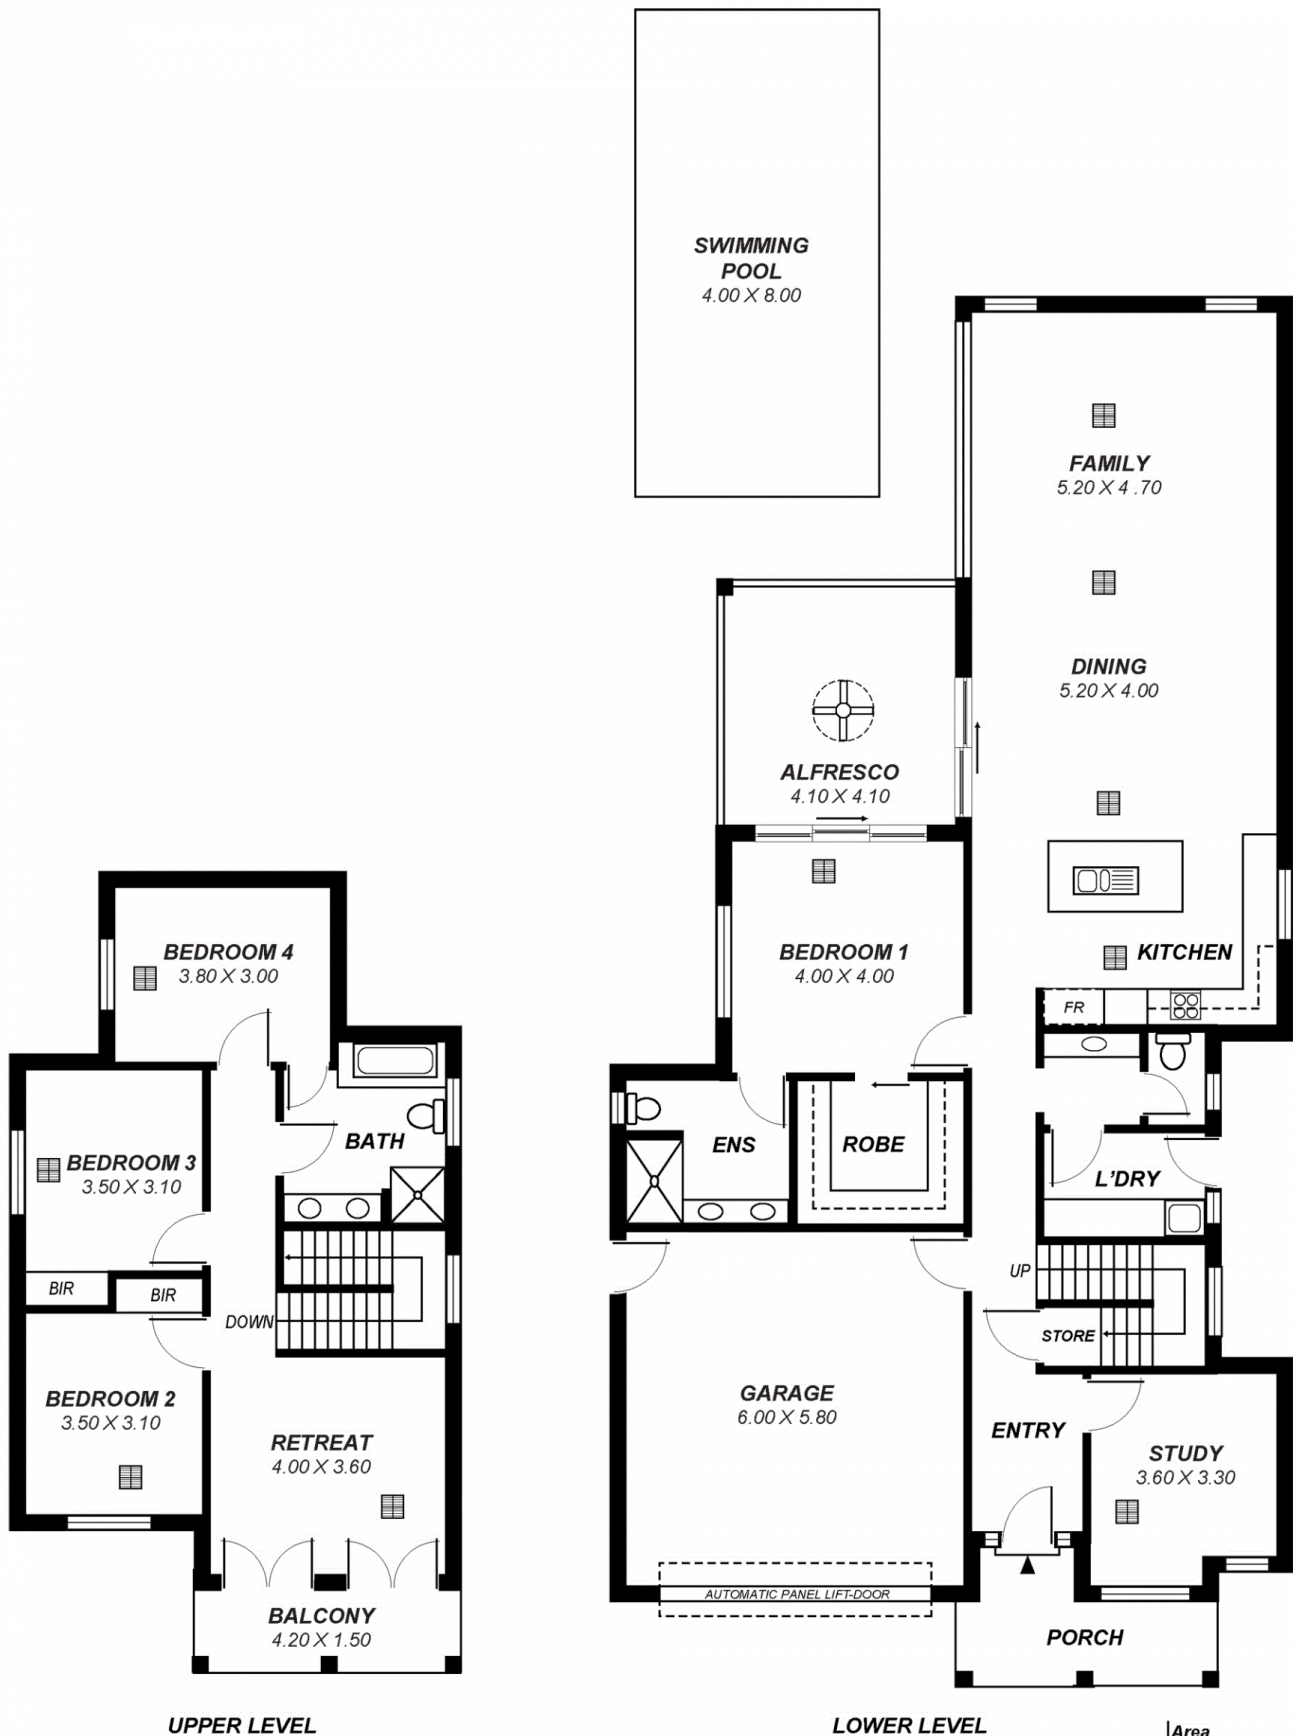 SWIMMING
POOL
4.00 X 8.00
FAMILY
5.20 X 4 .70
DINING
5.20 X 4.00
ALFRESCO
4.10 X 4.10
KITCHEN
FR
BEDROOM 1
4.00 X 4.00
ENS
ROBE
L'DRY
UP
STORE
GARAGE
6.00 X 5.80
ENTRY
STUDY
3.60 X 3.30
AUTOMATIC PANEL LIFT-DOOR
PORCH
LOWER LEVEL
BEDROOM 4
3.80 X 3.00
BATH
BEDROOM 3
3.50 X 3.10
BIR
BIR
DOWN
BEDROOM 2
3.50 X 3.10
RETREAT
4.00 X 3.60
BALCONY
4.20 X 1.50
UPPER LEVEL
Area